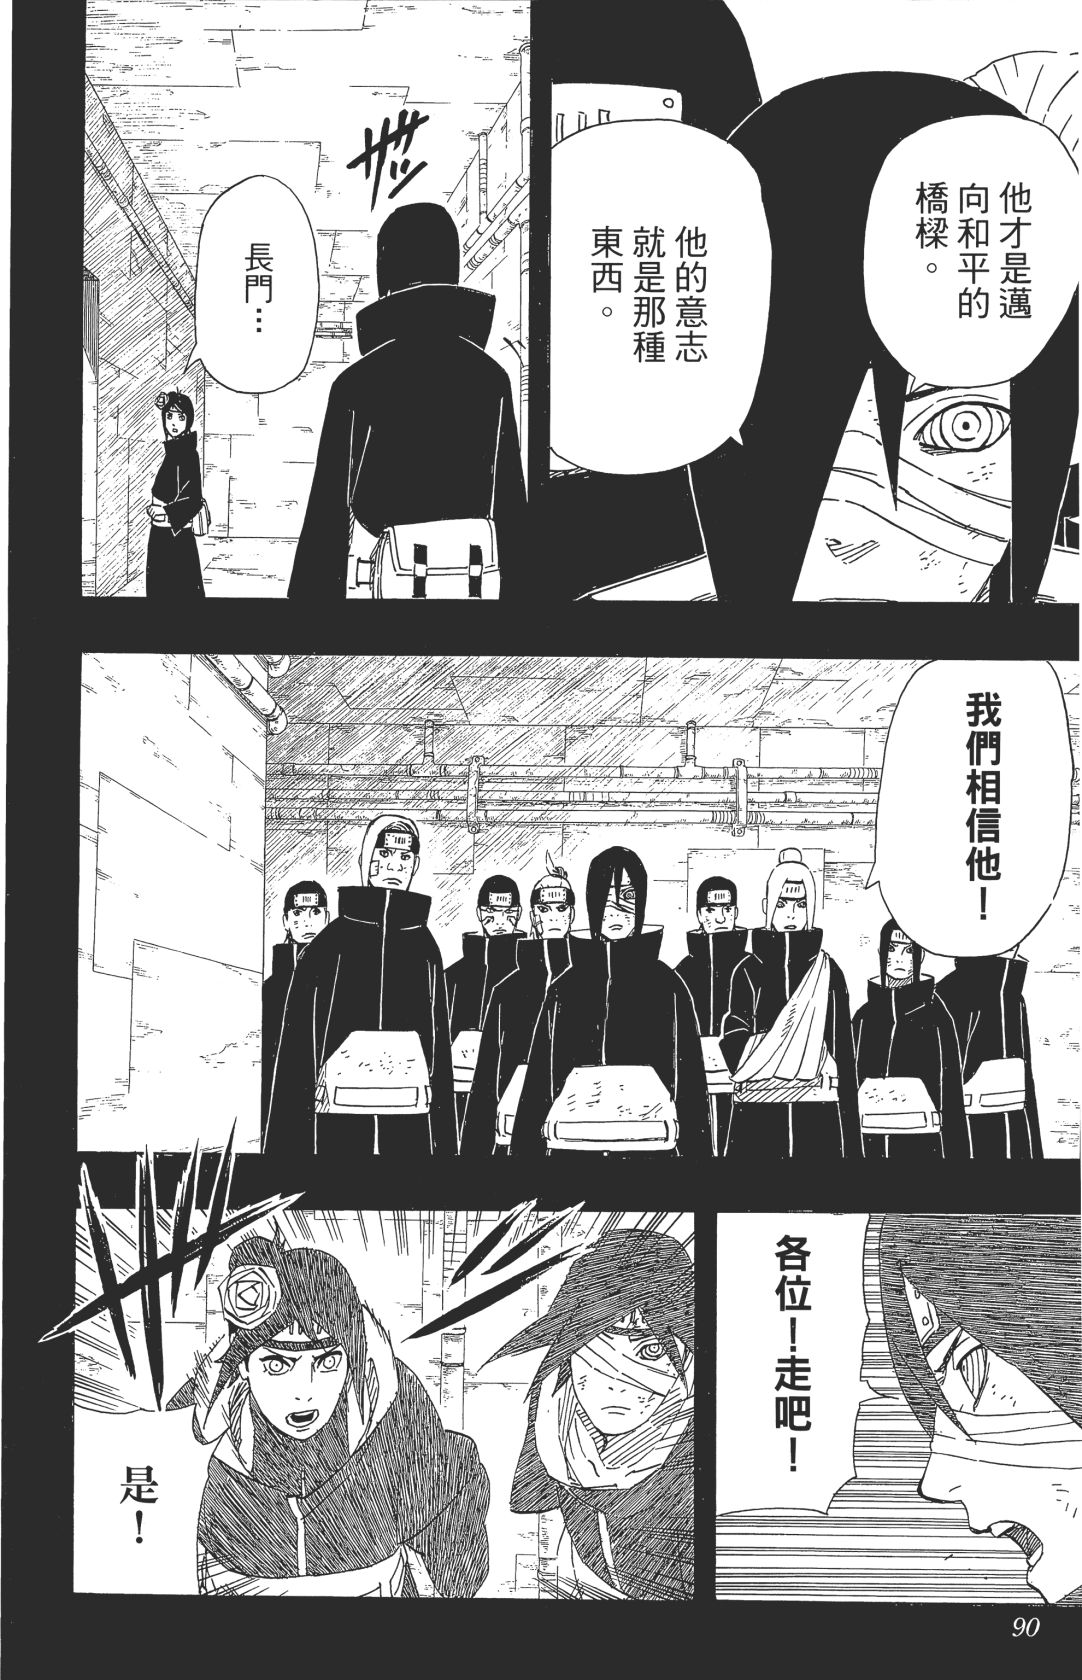 他才是邁
向和平的
橋樑。
他的意志
就是那種
東西。
ザザッ
長門…
我們相信他！
各位！走吧！
是！
90